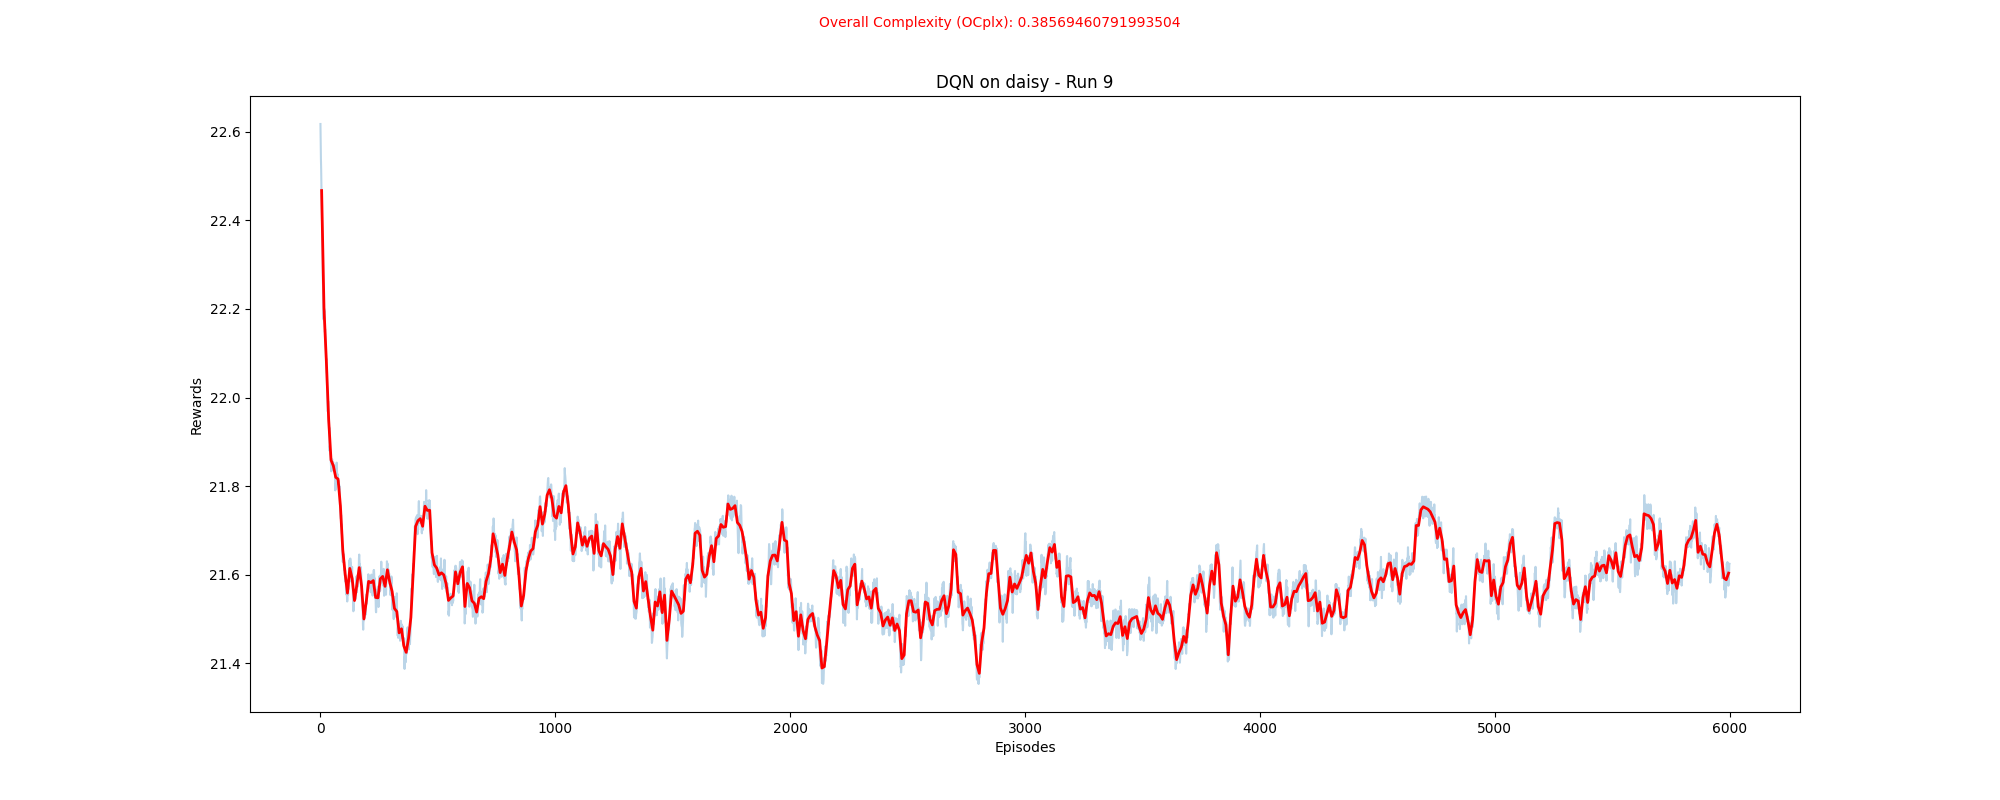 Overall Complexity (OCplx): 0.38569460791993504
DQN on daisy - Run 9
22.6
22.4
22.2
22.0
21.8
21.6
21.4
Rewards
0 1000 2000 3000 4000 5000 6000
Episodes